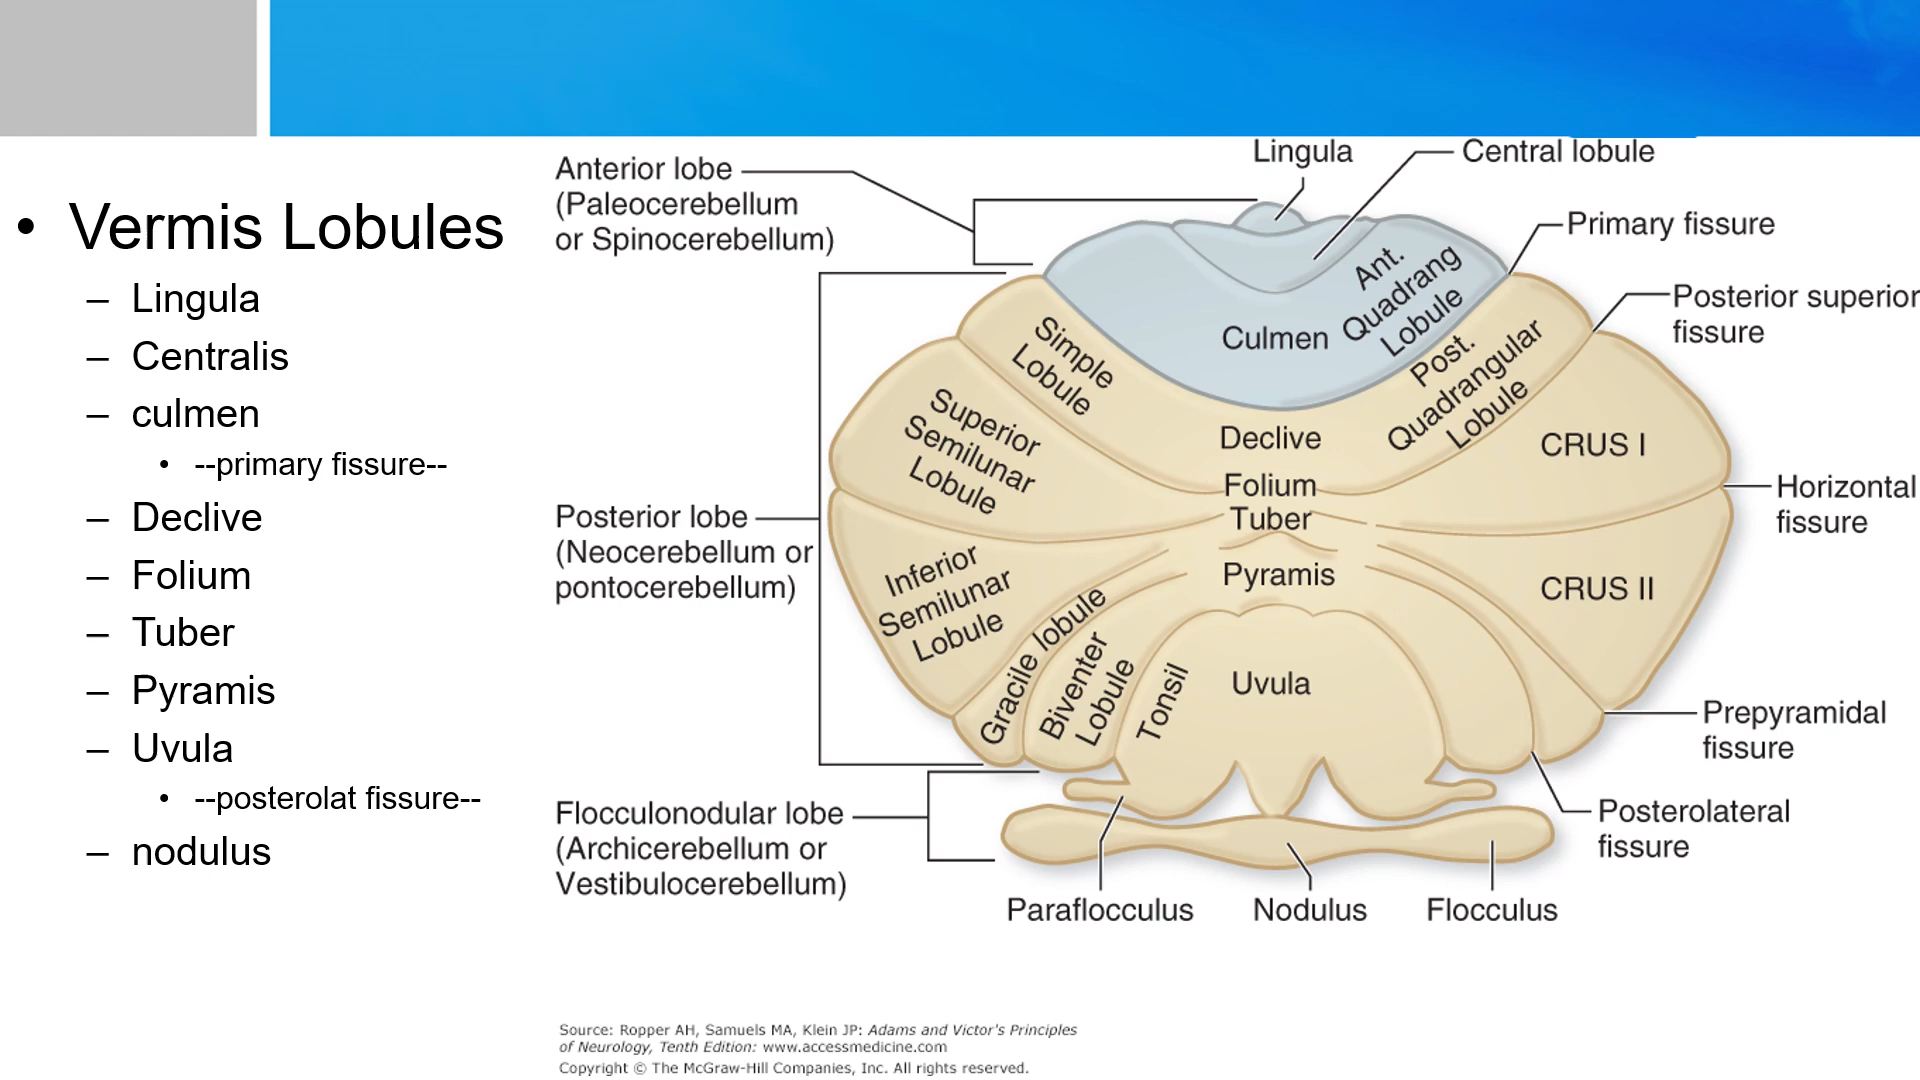 • Vermis Lobules
– Lingula
– Centralis
– culmen
• --primary fissure--
– Declive
– Folium
– Tuber
– Pyramis
– Uvula
• --posterolat fissure--
– nodulus
Anterior lobe
(Paleocerebellum
or Spinocerebellum)
Posterior lobe
(Neocerebellum or
pontocerebellum)
Flocculonodular lobe
(Archicerebellum or
Vestibulocerebellum)
Lingula
Central lobule
Primary fissure
Posterior superior
fissure
Horizontal
fissure
Prepyramidal
fissure
Posterolateral
fissure
Ant.
Quadrang
Lobule
Culmen
Simple
Lobule
Post.
Quadrangular
Lobule
Superior
Semilunar
Lobule
Declive
CRUS I
Folium
Tuber
Inferior
Semilunar
Lobule
Pyramis
CRUS II
Gracile lobule
Biventer
Lobule
Tonsil
Uvula
Paraflocculus
Nodulus
Flocculus
Source: Ropper AH, Samuels MA, Klein JP: Adams and Victor's Principles
of Neurology, Tenth Edition: www.accessmedicine.com
Copyright © The McGraw-Hill Companies, Inc. All rights reserved.